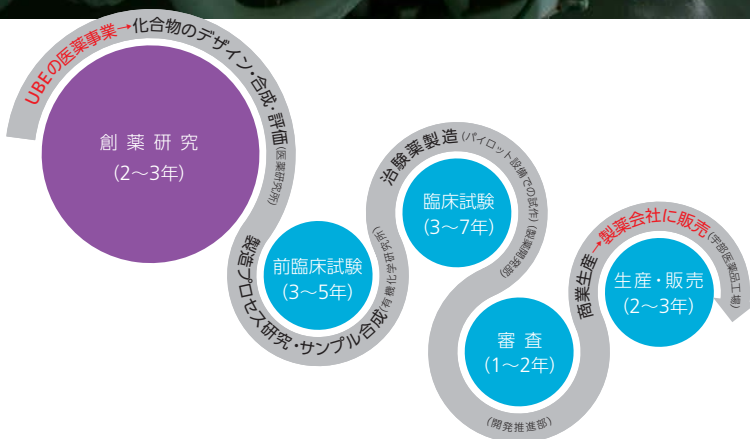 UBEの医薬事業→化合物のデザイン・合成・評価(医薬研究所)
創薬研究
(2〜3年)
製造プロセス研究・サンプル合成(有機化学研究所)
前臨床試験
(3〜5年)
治験薬製造(パイロット設備での試作)(製薬開発部)
臨床試験
(3〜7年)
審査
(1〜2年)
(開発推進部)
商業生産→製薬会社に販売(宇部医薬品工場)
生産・販売
(2〜3年)